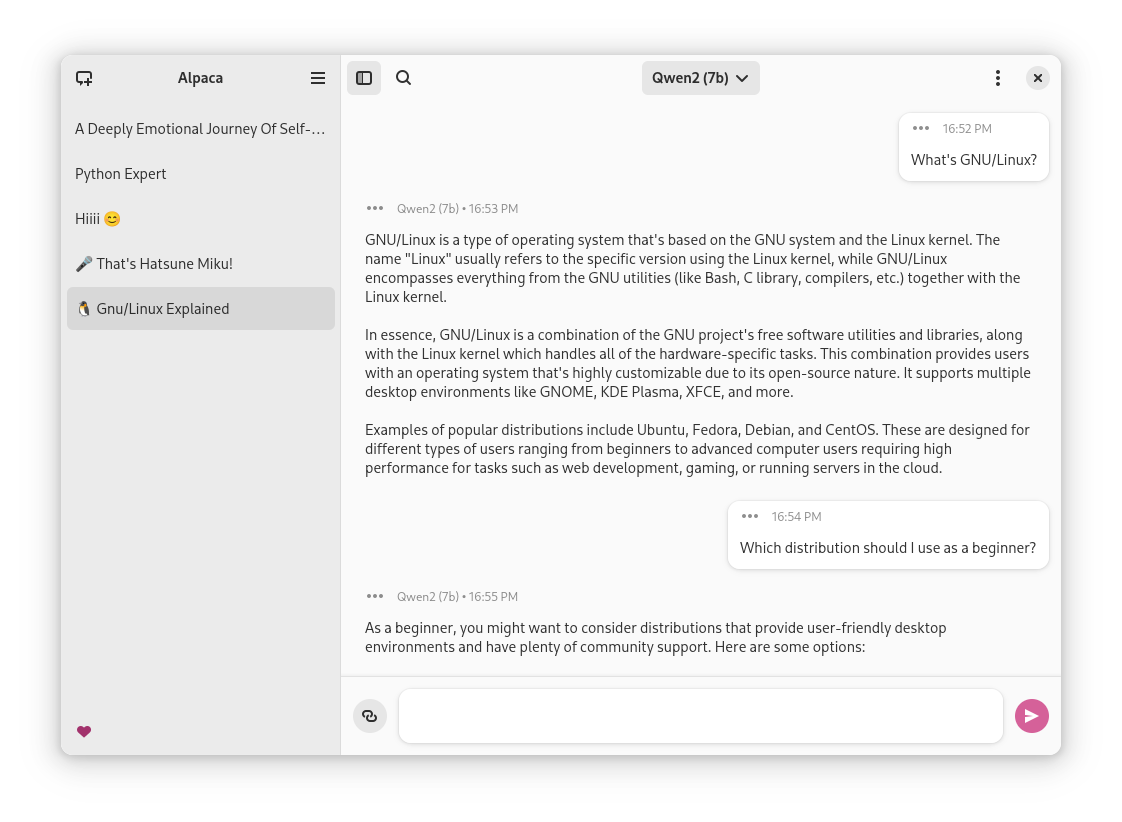 Alpaca
Qwen2 (7b)
A Deeply Emotional Journey Of Self-...
Python Expert
Hiiii 😊
🎤 That's Hatsune Miku!
🐧 Gnu/Linux Explained
16:52 PM
What's GNU/Linux?
Qwen2 (7b) • 16:53 PM
GNU/Linux is a type of operating system that's based on the GNU system and the Linux kernel. The
name "Linux" usually refers to the specific version using the Linux kernel, while GNU/Linux
encompasses everything from the GNU utilities (like Bash, C library, compilers, etc.) together with the
Linux kernel.
In essence, GNU/Linux is a combination of the GNU project's free software utilities and libraries, along
with the Linux kernel which handles all of the hardware-specific tasks. This combination provides users
with an operating system that's highly customizable due to its open-source nature. It supports multiple
desktop environments like GNOME, KDE Plasma, XFCE, and more.
Examples of popular distributions include Ubuntu, Fedora, Debian, and CentOS. These are designed for
different types of users ranging from beginners to advanced computer users requiring high
performance for tasks such as web development, gaming, or running servers in the cloud.
16:54 PM
Which distribution should I use as a beginner?
Qwen2 (7b) • 16:55 PM
As a beginner, you might want to consider distributions that provide user-friendly desktop
environments and have plenty of community support. Here are some options: